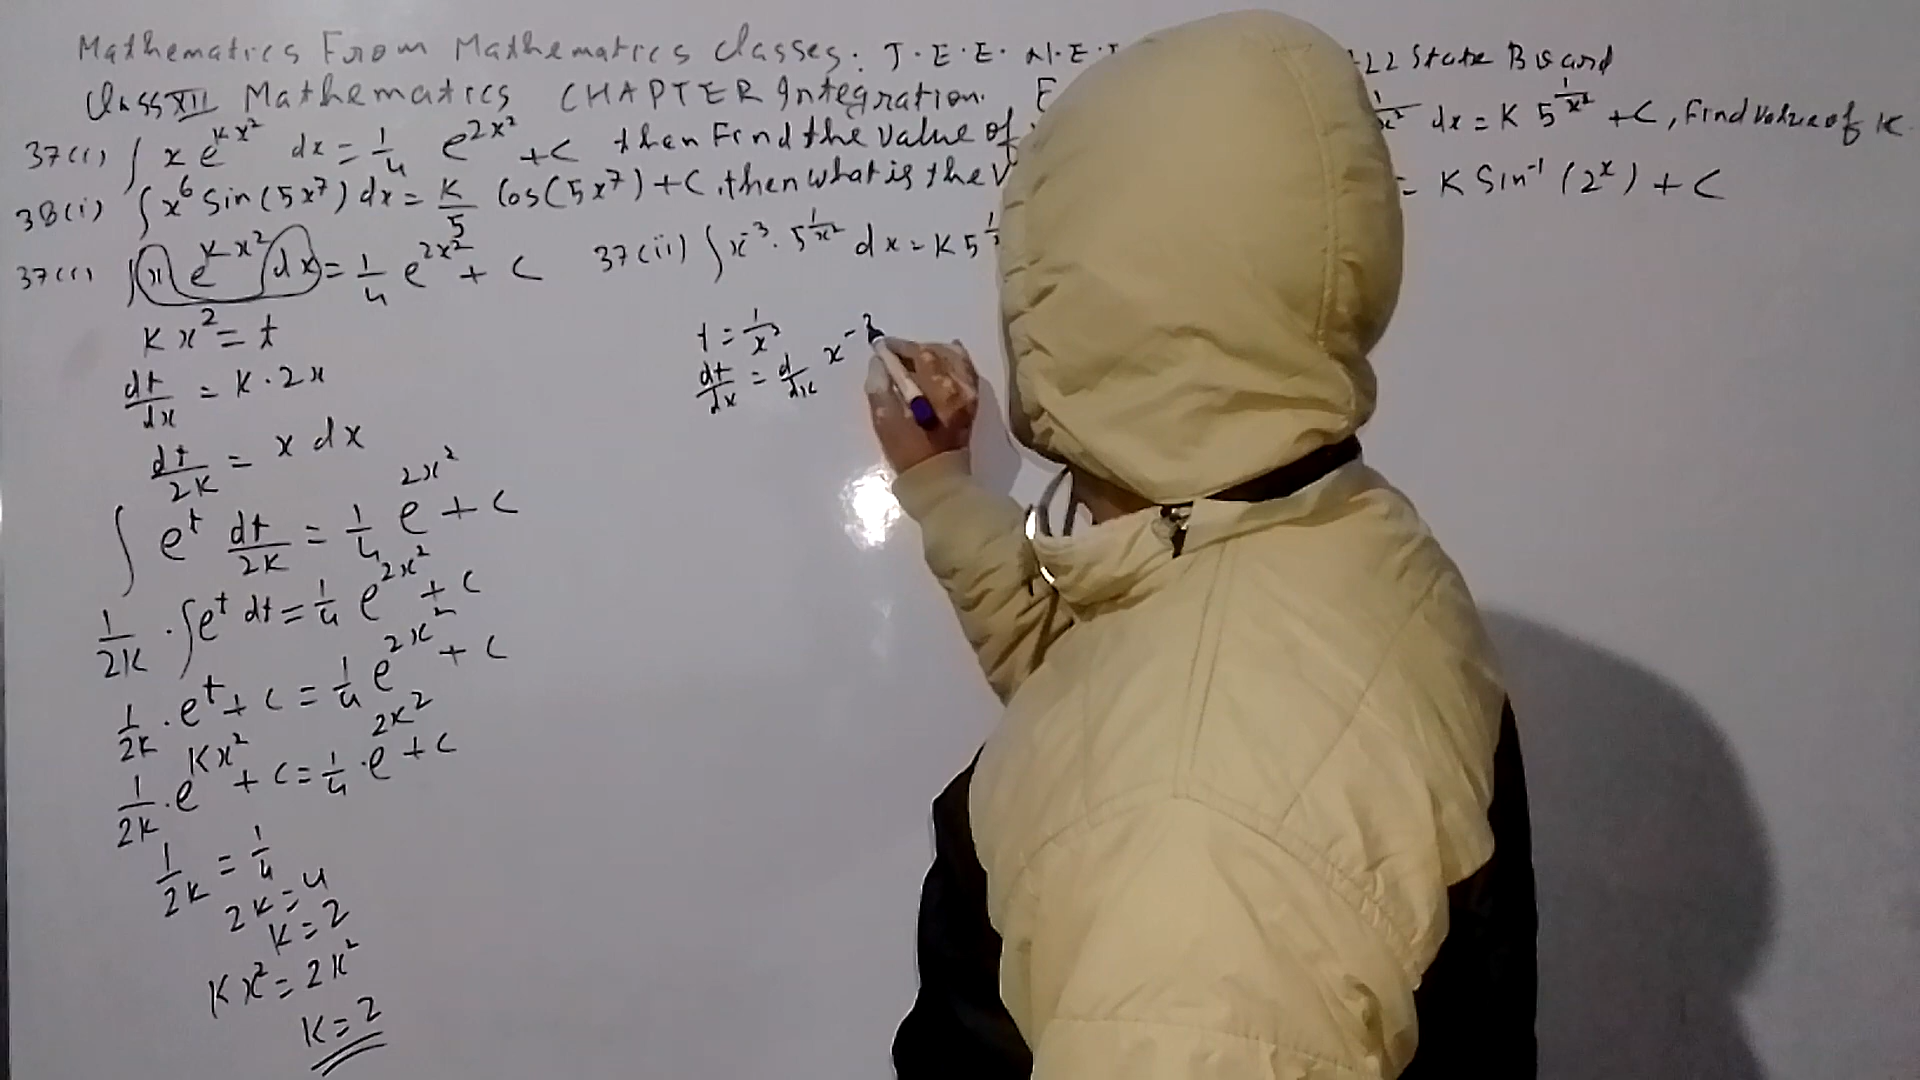 Mathematics From Mathematics Classes. J.E.E. N.E. State Board
Class XII Mathematics CHAPTER Integration.
37(i) ∫ x e^{kx²} dx = 1/4 e^{2x²} + C then Find the value of dx = K 5^{1/x²} + C, Find value of K
38(i) ∫ x⁶ sin(5x⁷) dx = K/5 Cos(5x⁷) + C, then what is the = K Sin⁻¹(2^x) + C
37(i) ∫ x e^{kx²} dx = 1/4 e^{2x²} + C
Kx² = t
dt/dx = K·2x
dt/2K = x dx
∫ e^t dt/2K = 1/4 e^{2x²} + C
1/2K · ∫ e^t dt = 1/4 e^{2x²} + C
1/2K · e^t + C = 1/4 e^{2x²} + C
1/2K · e^{Kx²} + C = 1/4 · e^{2x²} + C
1/2K = 1/4
2K = 4
K = 2
Kx² = 2x²
K = 2
37(ii) ∫ x⁻³ · 5^{1/x²} dx = K 5
t = 1/x²
dt/dx = d/dx x⁻²